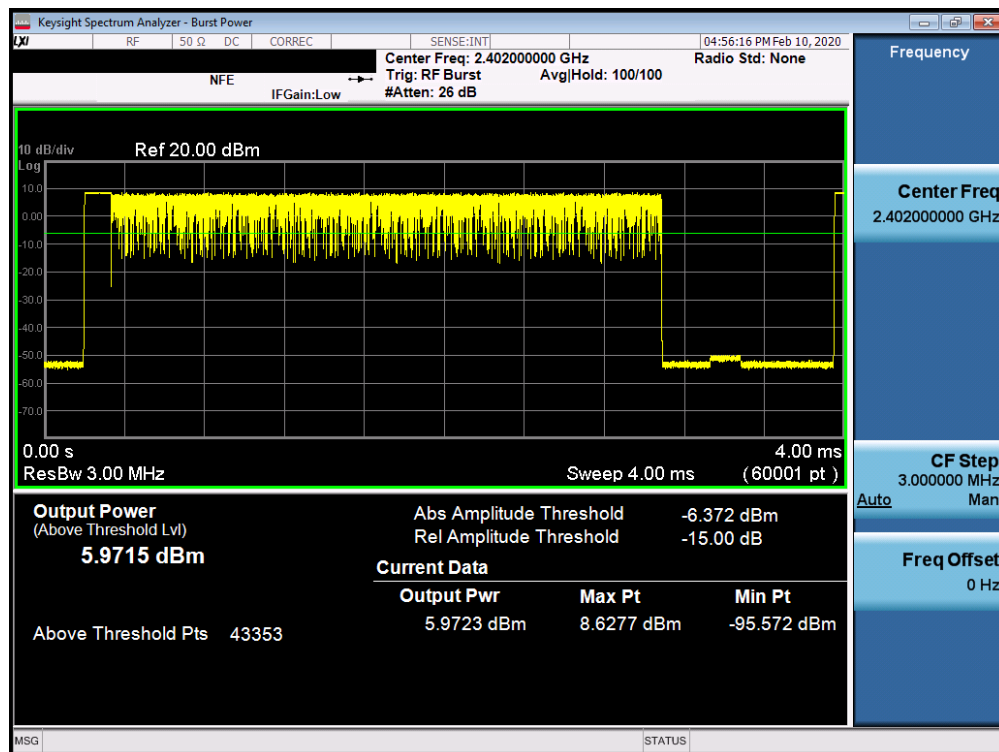 Keysight Spectrum Analyzer - Burst Power
LXI RF 50 Ω DC CORREC SENSE:INT 04:56:16 PM Feb 10, 2020
Center Freq: 2.402000000 GHz Radio Std: None
NFE Trig: RF Burst Avg|Hold: 100/100
IFGain:Low #Atten: 26 dB
10 dB/div Ref 20.00 dBm
Log
10.0
0.00
-10.0
-20.0
-30.0
-40.0
-50.0
-60.0
-70.0
0.00 s 4.00 ms
ResBw 3.00 MHz Sweep 4.00 ms (60001 pt)
Output Power
(Above Threshold Lvl)
5.9715 dBm
Above Threshold Pts 43353
Abs Amplitude Threshold -6.372 dBm
Rel Amplitude Threshold -15.00 dB
Current Data
Output Pwr Max Pt Min Pt
5.9723 dBm 8.6277 dBm -95.572 dBm
Frequency
Center Freq
2.402000000 GHz
CF Step
3.000000 MHz
Auto Man
Freq Offset
0 Hz
MSG STATUS